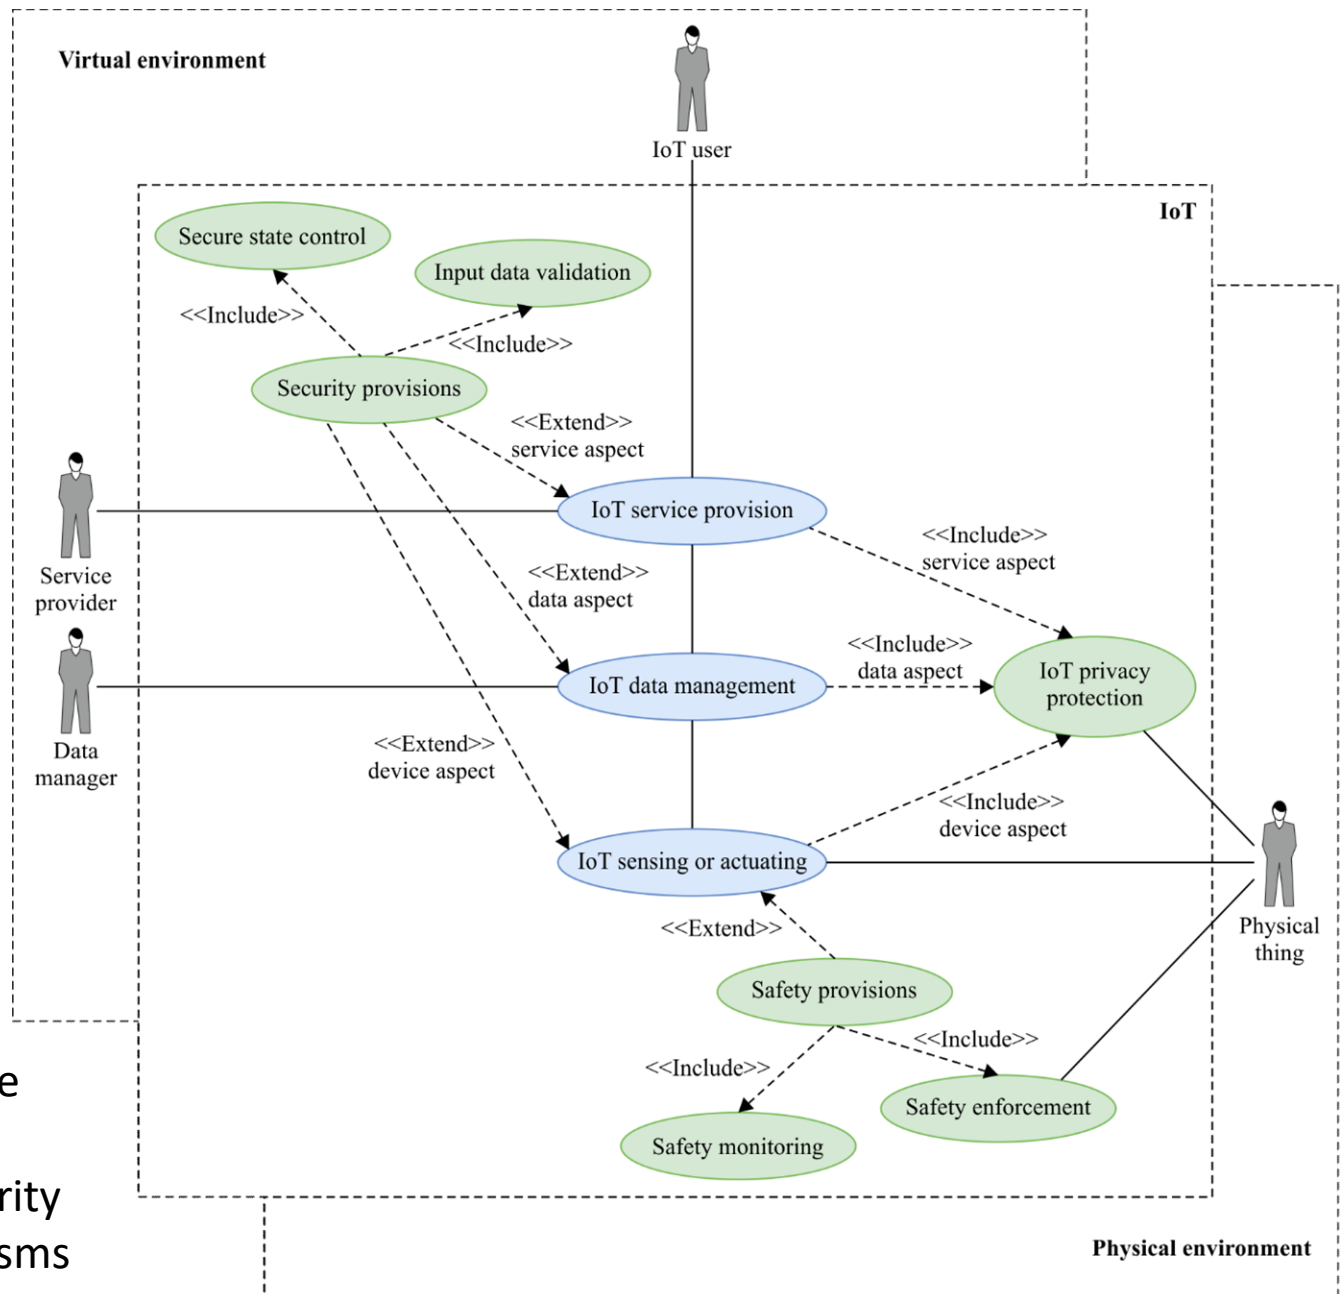 Virtual environment
IoT user
IoT
Secure state control
Input data validation
<<Include>>
<<Include>>
Security provisions
<<Extend>>
service aspect
Service
provider
IoT service provision
<<Include>>
service aspect
<<Extend>>
data aspect
Data
manager
IoT data management
<<Include>>
data aspect
IoT privacy
protection
<<Extend>>
device aspect
<<Include>>
device aspect
IoT sensing or actuating
Physical
thing
<<Extend>>
Safety provisions
<<Include>>
<<Include>>
Safety monitoring
Safety enforcement
e
rity
sms
Physical environment